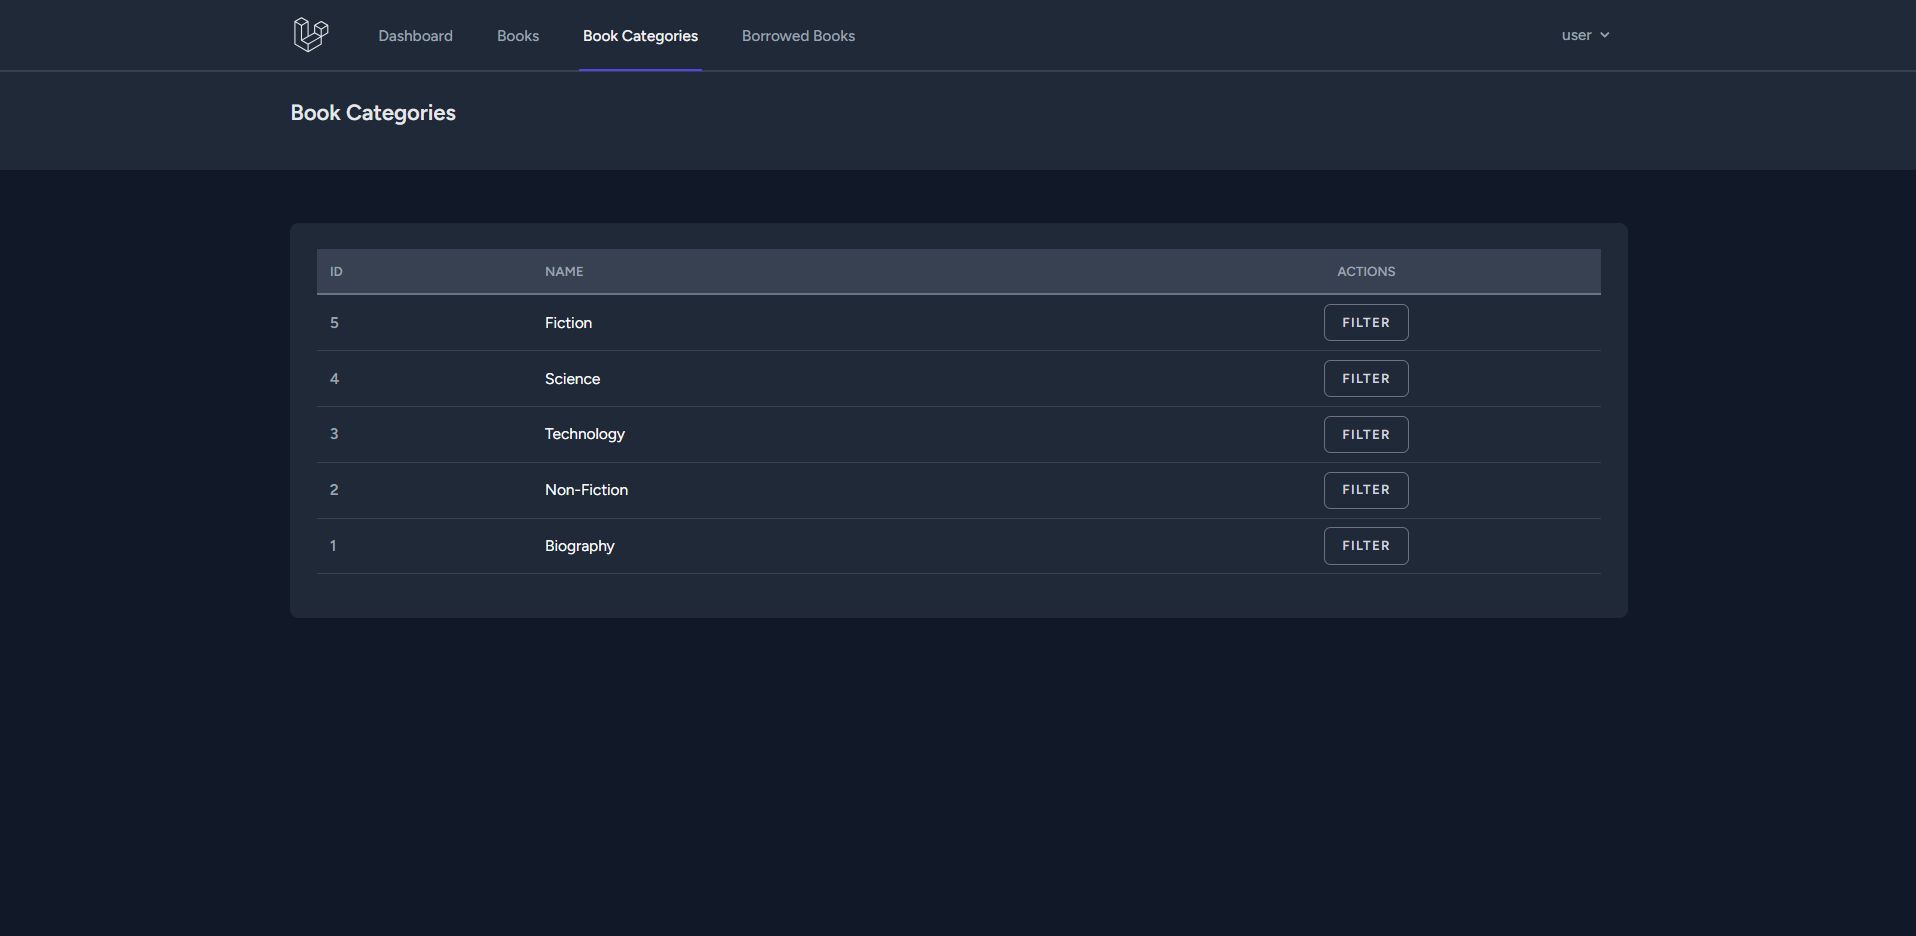 Dashboard Books Book Categories Borrowed Books user
Book Categories
ID NAME ACTIONS
5 Fiction FILTER
4 Science FILTER
3 Technology FILTER
2 Non-Fiction FILTER
1 Biography FILTER